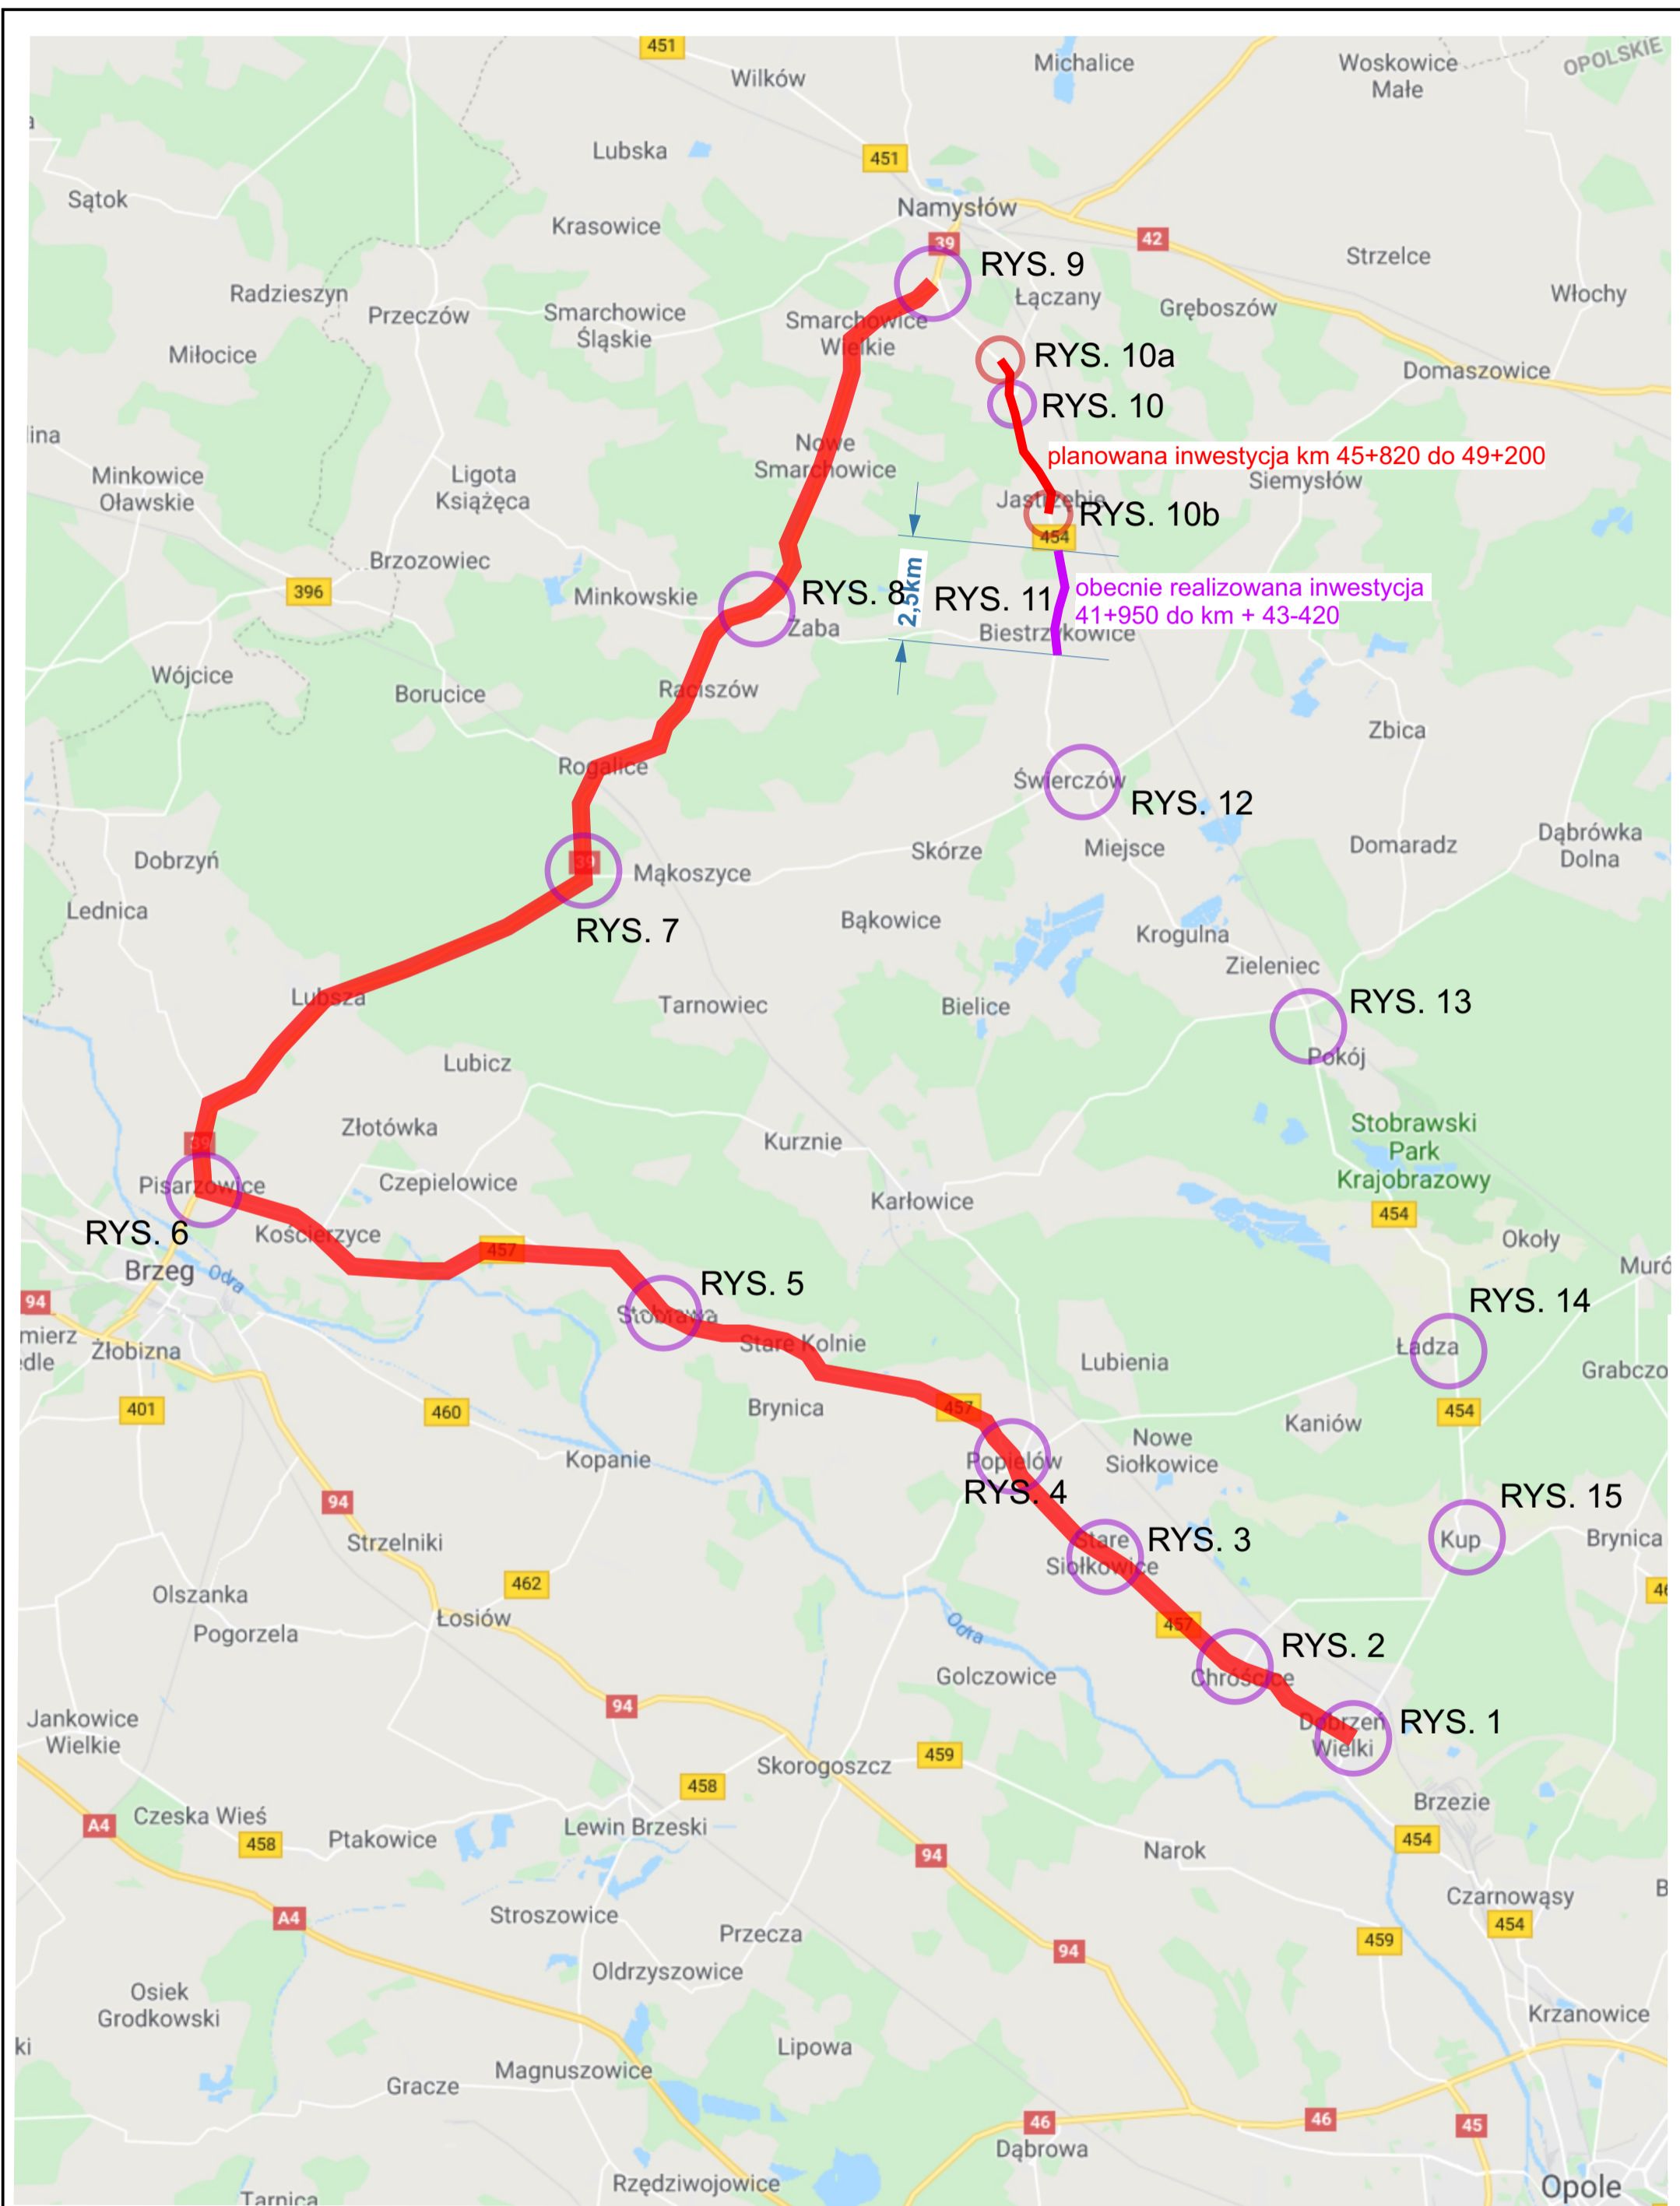 451
Wilków
Michalice
Woskowice
Małe
OPOLSKIE
Lubska
451
Sątok
Namysłów
Krasowice
39
42
Strzelce
RYS. 9
Radzieszyn
Przeczów
Smarchowice
Śląskie
Łączany
Gręboszów
Włochy
Smarchowice
Wielkie
Miłocice
RYS. 10a
Domaszowice
RYS. 10
lina
Nowe
Smarchowice
planowana inwestycja km 45+820 do 49+200
Minkowice
Oławskie
Ligota
Książęca
Siemysłów
Jastrzębie
RYS. 10b
454
Brzozowiec
396
Minkowskie
RYS. 8
2,5km
RYS. 11
obecnie realizowana inwestycja
41+950 do km + 43-420
Żaba
Biestrzykowice
Wójcice
Borucice
Raciszów
Zbica
Rogalice
Świerczów
RYS. 12
Dobrzyń
39
Mąkoszyce
Skórze
Miejsce
Domaradz
Dąbrówka
Dolna
Lednica
RYS. 7
Bąkowice
Krogulna
Zieleniec
Lubsza
Tarnowiec
Bielice
RYS. 13
Lubicz
Pokój
Złotówka
39
Kurznie
Stobrawski
Park
Krajobrazowy
Pisarzowice
Czepielowice
Karłowice
454
RYS. 6
Kościerzyce
457
Okoły
Brzeg
Odra
Muró
94
RYS. 5
Stobrawa
RYS. 14
mierz
edle
Żłobizna
Stare Kolnie
Lubienia
Ładza
Grabczo
401
460
Brynica
457
454
Kaniów
Kopanie
Popielów
Nowe
Siołkowice
RYS. 4
94
RYS. 15
Strzelniki
Stare
Siołkowice
RYS. 3
Kup
Brynica
462
Olszanka
Łosiów
Pogorzela
Odra
457
RYS. 2
Golczowice
Chróścice
94
Jankowice
Wielkie
Dobrzeń
Wielki
RYS. 1
Skorogoszcz
459
458
Brzezie
A4
Czeska Wieś
458
Ptakowice
Lewin Brzeski
454
94
Narok
Czarnowąsy
A4
Stroszowice
Przecza
454
94
459
Oldrzyszowice
Osiek
Grodkowski
Krzanowice
ki
Lipowa
Magnuszowice
Gracze
46
46
45
Dąbrowa
Rzędziwojowice
Opole
Tarnica